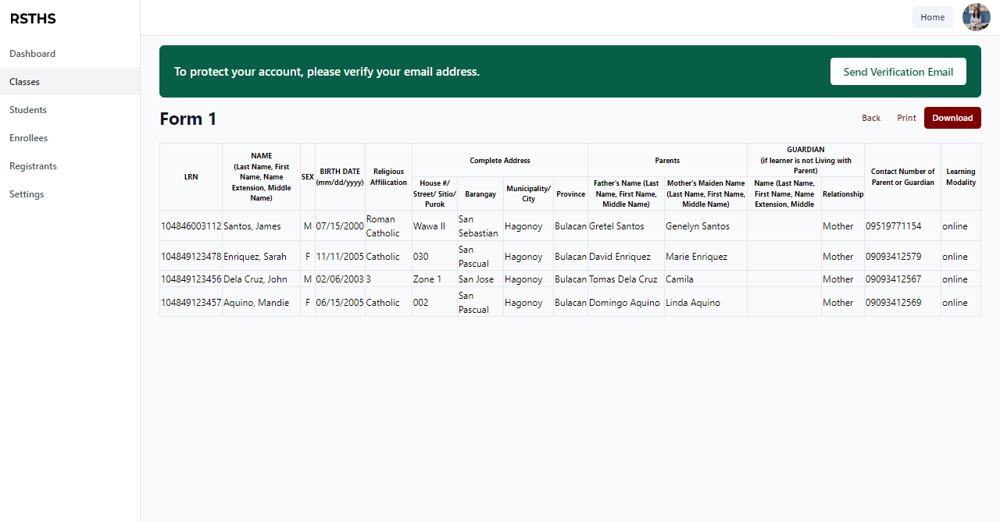 RSTHS
Home
Dashboard
Classes
Students
Enrollees
Registrants
Settings
To protect your account, please verify your email address.
Send Verification Email
Form 1
Back Print Download
LRN
NAME
(Last Name, First
Name, Name
Extension, Middle
Name)
SEX
BIRTH DATE
(mm/dd/yyyy)
Religious
Affilication
Complete Address
Parents
GUARDIAN
(if learner is not Living with
Parent)
Contact Number of
Parent or Guardian
Learning
Modality
House #/
Street/ Sitio/
Purok
Barangay
Municipality/
City
Province
Father's Name (Last
Name, First Name,
Middle Name)
Mother's Maiden Name
(Last Name, First Name,
Middle Name)
Name (Last Name,
First Name, Name
Extension, Middle
Relationship
104846003112 Santos, James M 07/15/2000 Roman Catholic Wawa II San Sebastian Hagonoy Bulacan Gretel Santos Genelyn Santos Mother 09519771154 online
104849123478 Enriquez, Sarah F 11/11/2005 Catholic 030 San Pascual Hagonoy Bulacan David Enriquez Marie Enriquez Mother 09093412579 online
104849123456 Dela Cruz, John M 02/06/2003 3 Zone 1 San Jose Hagonoy Bulacan Tomas Dela Cruz Camila Mother 09093412567 online
104849123457 Aquino, Mandie F 06/15/2005 Catholic 002 San Pascual Hagonoy Bulacan Domingo Aquino Linda Aquino Mother 09093412569 online